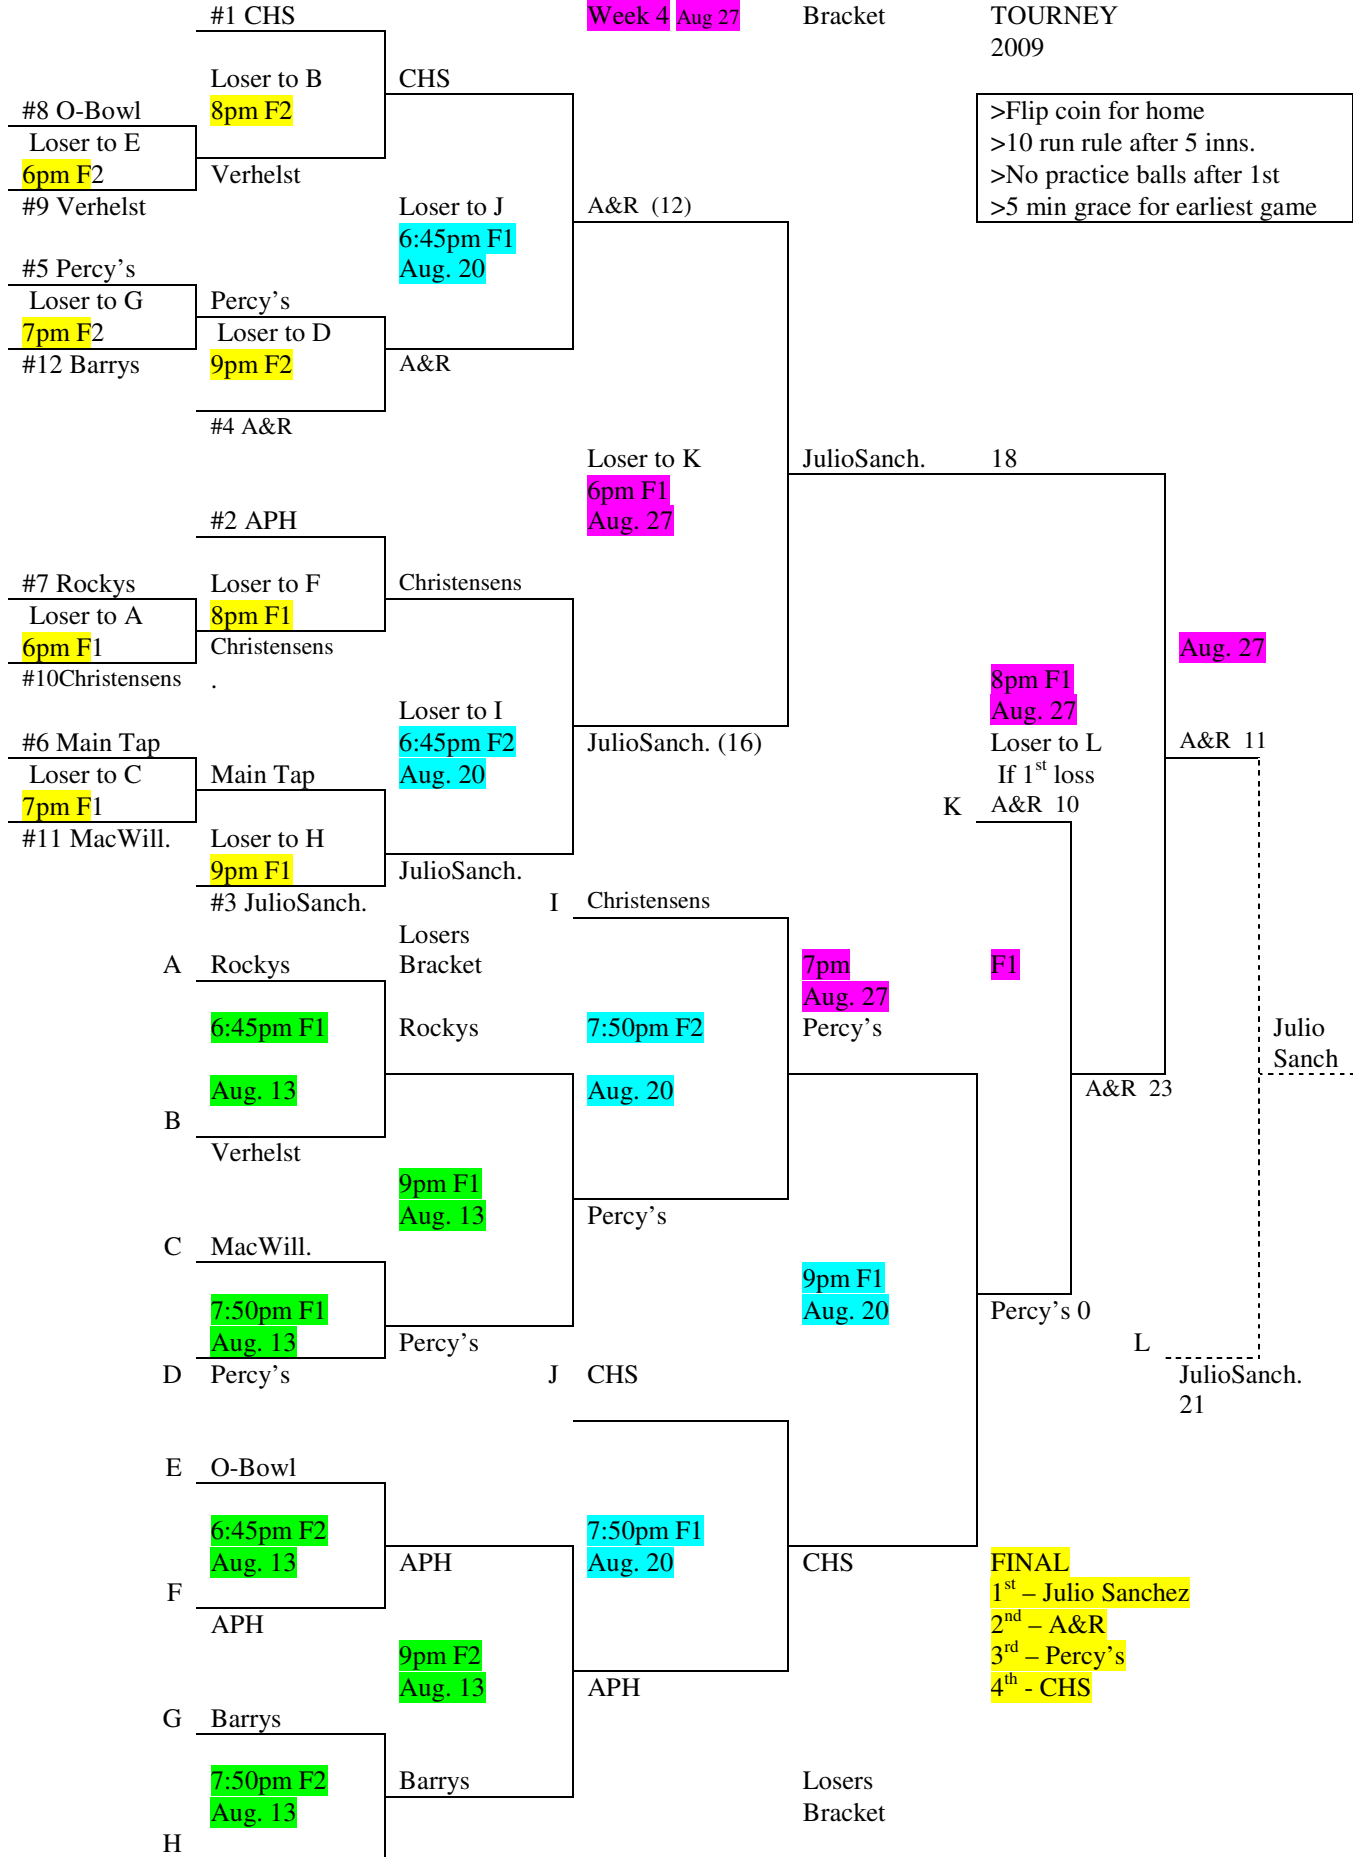 #1 CHS
Week 4 Aug 27
Bracket
TOURNEY
2009
Loser to B
CHS
#8 O-Bowl
8pm F2
>Flip coin for home
Loser to E
>10 run rule after 5 inns.
6pm F2
Verhelst
>No practice balls after 1st
#9 Verhelst
Loser to J
A&R (12)
>5 min grace for earliest game
6:45pm F1
#5 Percy's
Aug. 20
Loser to G
Percy's
7pm F2
Loser to D
#12 Barrys
9pm F2
A&R
#4 A&R
Loser to K
JulioSanch.
18
6pm F1
#2 APH
Aug. 27
#7 Rockys
Loser to F
Christensens
Loser to A
8pm F1
6pm F1
Christensens
Aug. 27
#10Christensens
.
8pm F1
Loser to I
Aug. 27
#6 Main Tap
6:45pm F2
JulioSanch. (16)
Loser to L
A&R 11
Loser to C
Main Tap
Aug. 20
If 1st loss
7pm F1
K
A&R 10
#11 MacWill.
Loser to H
9pm F1
JulioSanch.
#3 JulioSanch.
I
Christensens
Losers
A
Rockys
Bracket
7pm
F1
Aug. 27
6:45pm F1
Rockys
7:50pm F2
Percy's
Julio
Sanch
Aug. 13
Aug. 20
A&R 23
B
Verhelst
9pm F1
Aug. 13
Percy's
C
MacWill.
9pm F1
7:50pm F1
Aug. 20
Percy's 0
Aug. 13
Percy's
L
D
Percy's
J
CHS
JulioSanch.
21
E
O-Bowl
6:45pm F2
7:50pm F1
Aug. 13
APH
Aug. 20
CHS
FINAL
F
1st – Julio Sanchez
APH
2nd – A&R
9pm F2
3rd – Percy's
Aug. 13
APH
4th - CHS
G
Barrys
7:50pm F2
Barrys
Losers
Aug. 13
Bracket
H